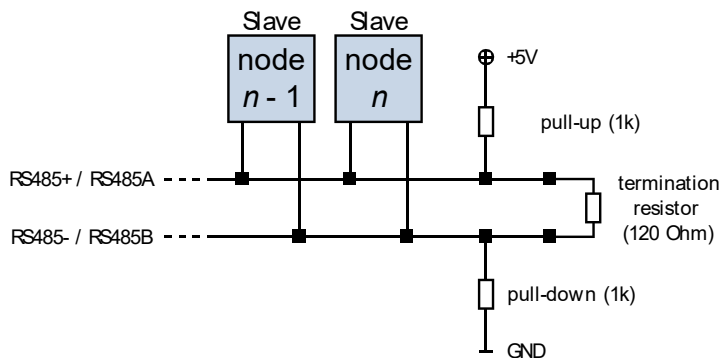 Slave Slave
node node
n - 1 n
+5V
pull-up (1k)
RS485+ / RS485A
termination
resistor
(120 Ohm)
RS485- / RS485B
pull-down (1k)
GND